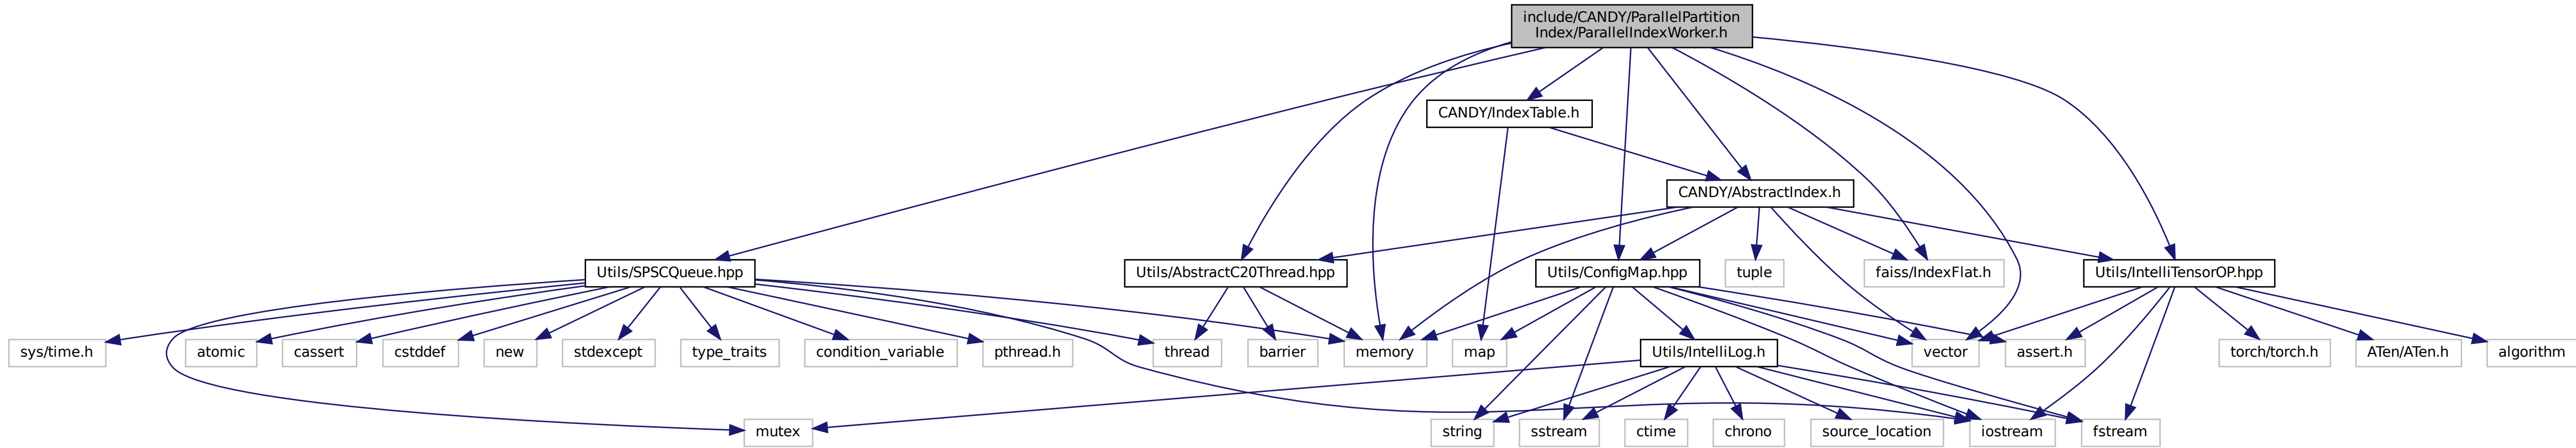 include/CANDY/ParallelPartition
Index/ParallelIndexWorker.h
CANDY/IndexTable.h
CANDY/AbstractIndex.h
Utils/SPSCQueue.hpp
Utils/AbstractC20Thread.hpp
Utils/ConfigMap.hpp
tuple
faiss/IndexFlat.h
Utils/IntelliTensorOP.hpp
sys/time.h
atomic
cassert
cstddef
new
stdexcept
type_traits
condition_variable
pthread.h
thread
barrier
memory
map
Utils/IntelliLog.h
vector
assert.h
torch/torch.h
ATen/ATen.h
algorithm
mutex
string
sstream
ctime
chrono
source_location
iostream
fstream